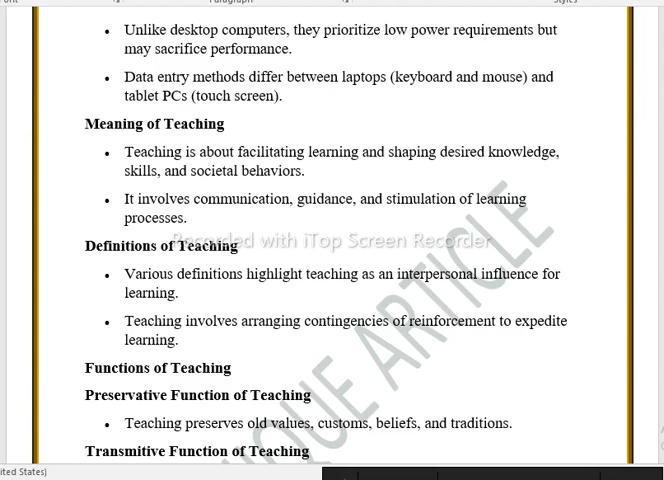 Paragraph
Styles
Unlike desktop computers, they prioritize low power requirements but
may sacrifice performance.
Data entry methods differ between laptops (keyboard and mouse) and
tablet PCs (touch screen).
Meaning of Teaching
Teaching is about facilitating learning and shaping desired knowledge,
skills, and societal behaviors.
It involves communication, guidance, and stimulation of learning
processes.
Recorded with iTop Screen Recorder
Definitions of Teaching
Various definitions highlight teaching as an interpersonal influence for
learning.
Teaching involves arranging contingencies of reinforcement to expedite
learning.
Functions of Teaching
Preservative Function of Teaching
Teaching preserves old values, customs, beliefs, and traditions.
Transmitive Function of Teaching
ARTICLE
ited States)